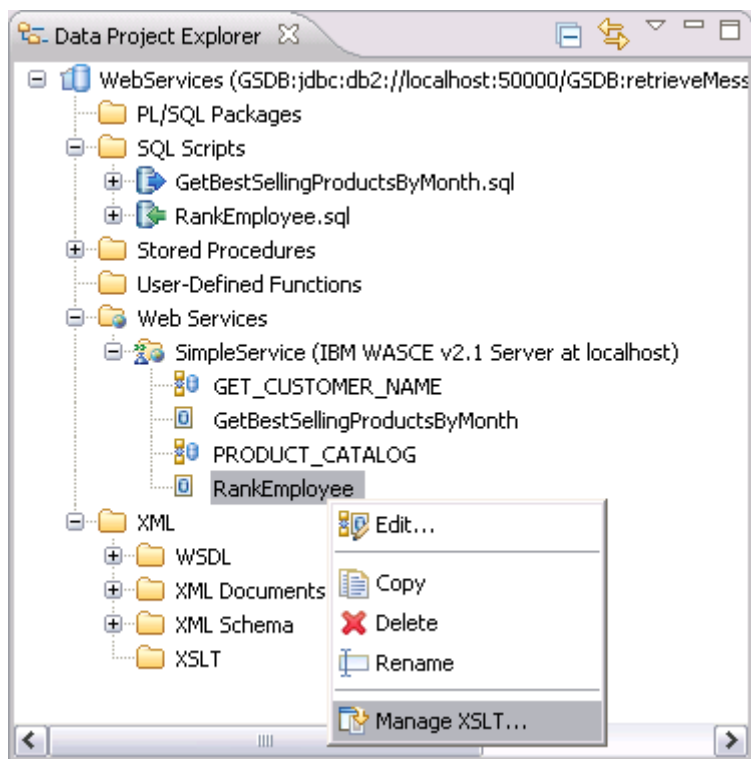 Data Project Explorer
WebServices (GSDB:jdbc:db2://localhost:50000/GSDB:retrieveMess
PL/SQL Packages
SQL Scripts
GetBestSellingProductsByMonth.sql
RankEmployee.sql
Stored Procedures
User-Defined Functions
Web Services
SimpleService (IBM WASCE v2.1 Server at localhost)
GET_CUSTOMER_NAME
GetBestSellingProductsByMonth
PRODUCT_CATALOG
RankEmployee
XML
Edit...
WSDL
Copy
XML Documents
Delete
XML Schema
Rename
XSLT
Manage XSLT...